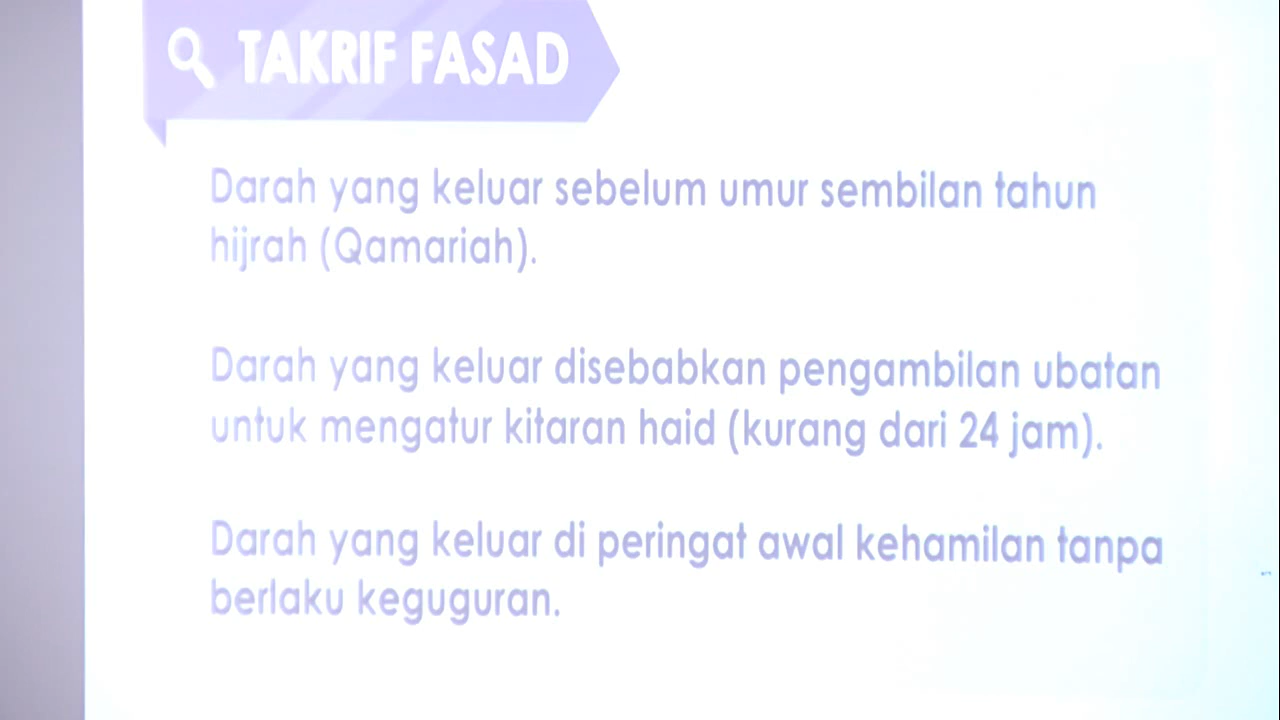 TAKRIF FASAD
Darah yang keluar sebelum umur sembilan tahun
hijrah (Qamariah).
Darah yang keluar disebabkan pengambilan ubatan
untuk mengatur kitaran haid (kurang dari 24 jam).
Darah yang keluar di peringat awal kehamilan tanpa
berlaku keguguran.